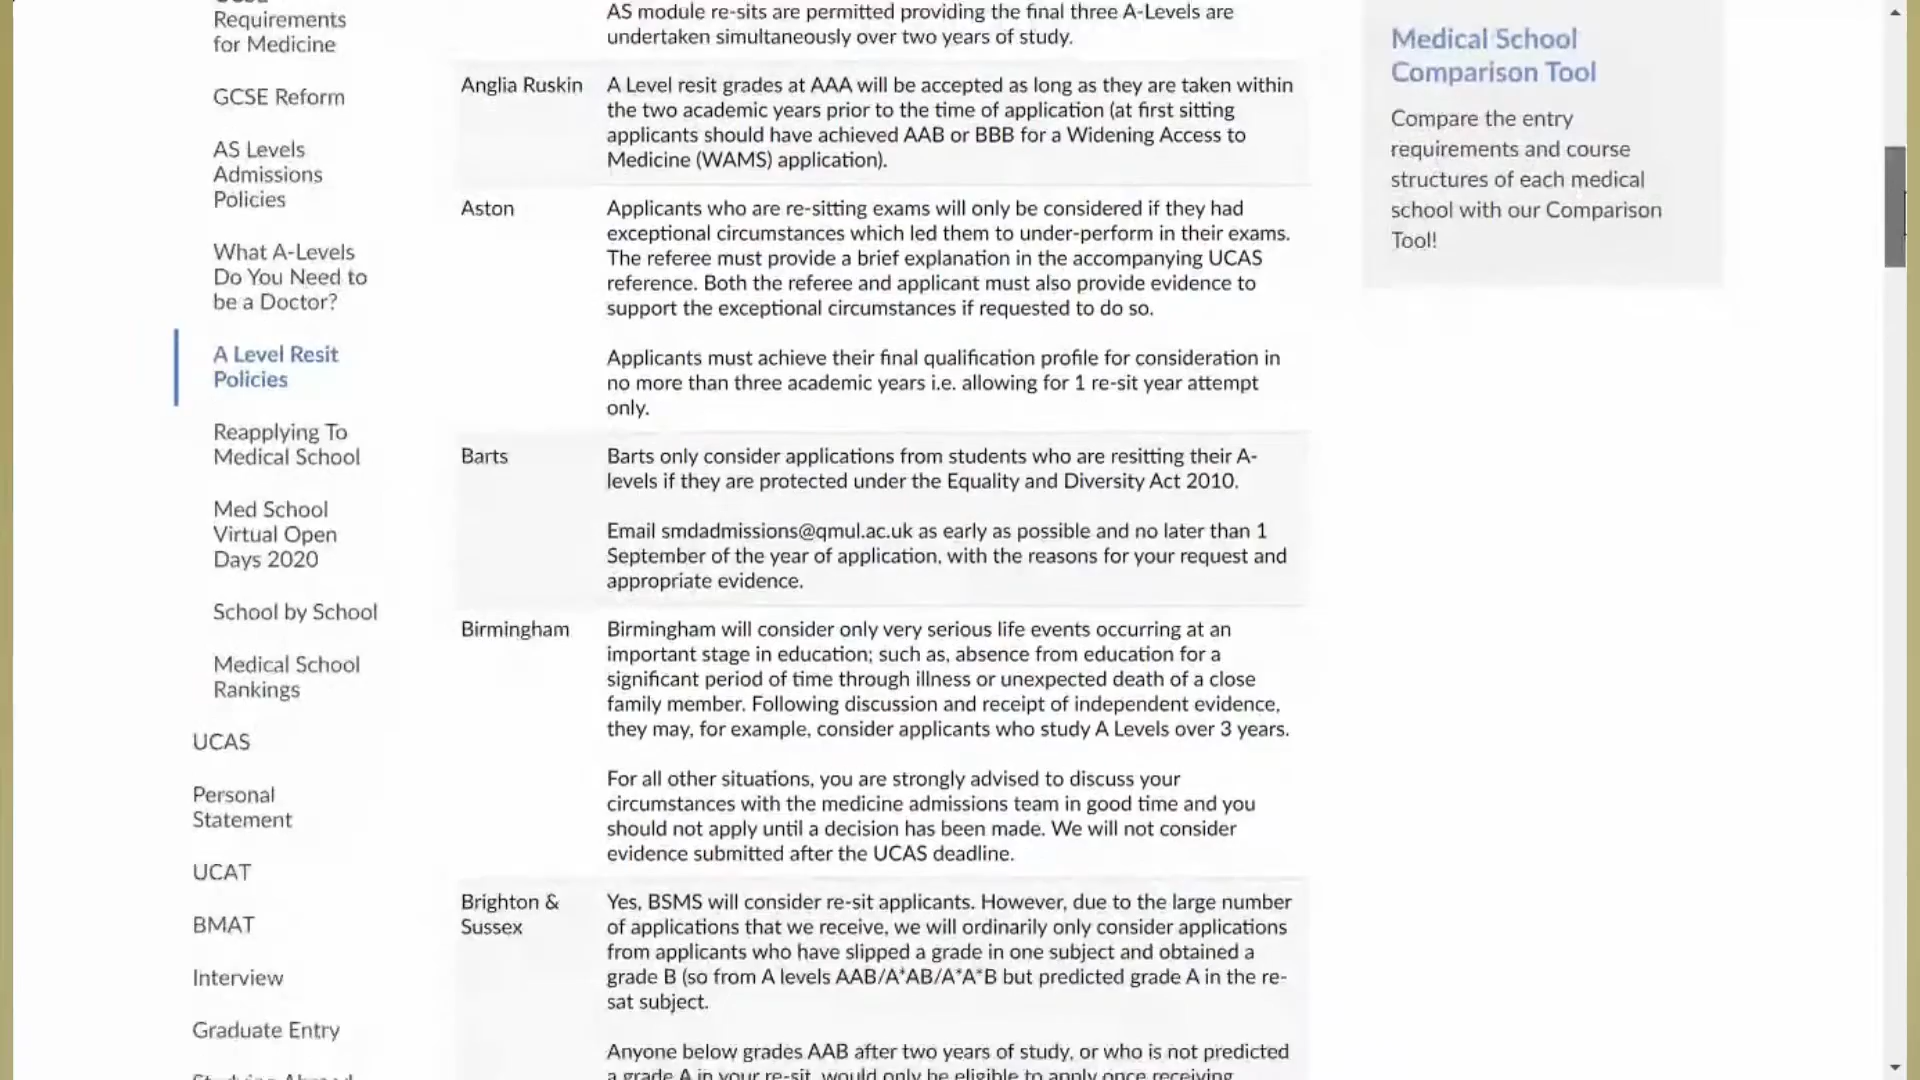 Requirements
for Medicine
GCSE Reform
AS Levels
Admissions
Policies
What A-Levels
Do You Need to
be a Doctor?
A Level Resit
Policies
Reapplying To
Medical School
Med School
Virtual Open
Days 2020
School by School
Medical School
Rankings
UCAS
Personal
Statement
UCAT
BMAT
Interview
Graduate Entry
AS module re-sits are permitted providing the final three A-Levels are
undertaken simultaneously over two years of study.
Anglia Ruskin
A Level resit grades at AAA will be accepted as long as they are taken within
the two academic years prior to the time of application (at first sitting
applicants should have achieved AAB or BBB for a Widening Access to
Medicine (WAMS) application).
Aston
Applicants who are re-sitting exams will only be considered if they had
exceptional circumstances which led them to under-perform in their exams.
The referee must provide a brief explanation in the accompanying UCAS
reference. Both the referee and applicant must also provide evidence to
support the exceptional circumstances if requested to do so.
Applicants must achieve their final qualification profile for consideration in
no more than three academic years i.e. allowing for 1 re-sit year attempt
only.
Barts
Barts only consider applications from students who are resitting their A-
levels if they are protected under the Equality and Diversity Act 2010.
Email smdadmissions@qmul.ac.uk as early as possible and no later than 1
September of the year of application, with the reasons for your request and
appropriate evidence.
Birmingham
Birmingham will consider only very serious life events occurring at an
important stage in education; such as, absence from education for a
significant period of time through illness or unexpected death of a close
family member. Following discussion and receipt of independent evidence,
they may, for example, consider applicants who study A Levels over 3 years.
For all other situations, you are strongly advised to discuss your
circumstances with the medicine admissions team in good time and you
should not apply until a decision has been made. We will not consider
evidence submitted after the UCAS deadline.
Brighton &
Sussex
Yes, BSMS will consider re-sit applicants. However, due to the large number
of applications that we receive, we will ordinarily only consider applications
from applicants who have slipped a grade in one subject and obtained a
grade B (so from A levels AAB/A*AB/A*A*B but predicted grade A in the re-
sat subject.
Anyone below grades AAB after two years of study, or who is not predicted
a grade A in your re-sit, would only be eligible to apply once receiving
Medical School
Comparison Tool
Compare the entry
requirements and course
structures of each medical
school with our Comparison
Tool!